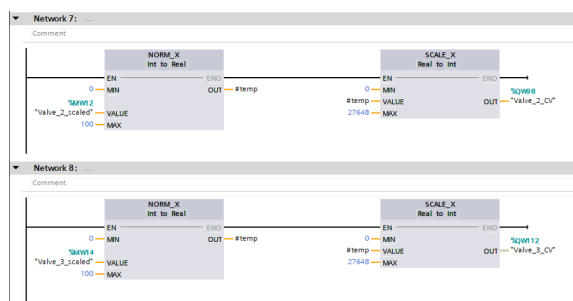 Network 7: ....
Comment
NORM_X SCALE_X
Int to Real Real to Int
EN ENO EN ENO
0 MIN OUT #temp 0 MIN %QW98
%MW12 #temp VALUE OUT "Valve_2_CV"
"Valve_2_scaled" VALUE 27648 MAX
100 MAX
Network 8: ....
Comment
NORM_X SCALE_X
Int to Real Real to Int
EN ENO EN ENO
0 MIN OUT #temp 0 MIN %QW112
%MW14 #temp VALUE OUT "Valve_3_CV"
"Valve_3_scaled" VALUE 27648 MAX
100 MAX